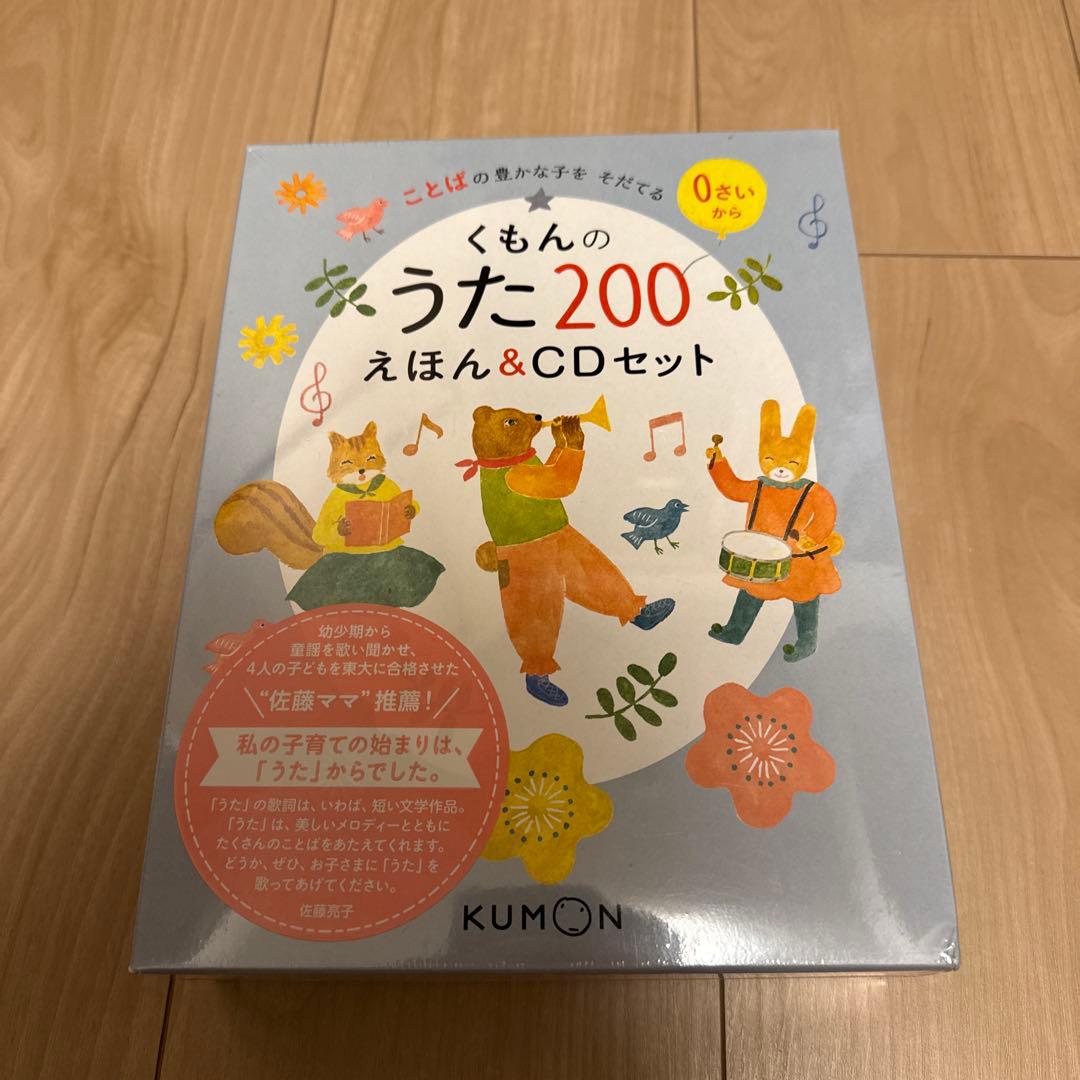 ことばの豊かな子を そだてる
0さい
から
くもんの
うた200
えほん&CDセット
幼少期から
童謡を歌い聞かせ、
4人の子どもを東大に合格させた
“佐藤ママ”推薦!
私の子育ての始まりは、
「うた」からでした。
「うた」の歌詞は、いわば、短い文学作品。
「うた」は、美しいメロディーとともに
たくさんのことばをあたえてくれます。
どうか、ぜひ、お子さまに「うた」を
歌ってあげてください。
佐藤亮子
KUMON